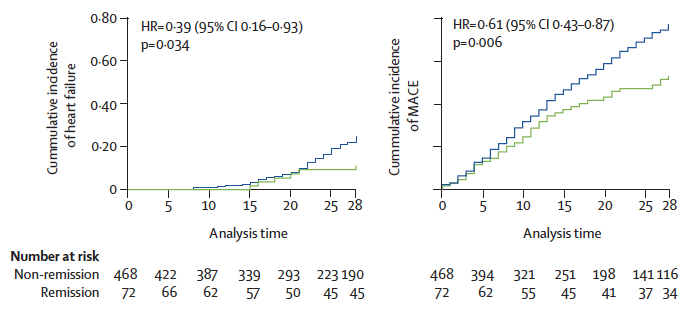 0·80
0·60
0·40
0·20
0
Cummulative incidence
of heart failure
HR=0·39 (95% CI 0·16–0·93)
p=0·034
0 5 10 15 20 25 28
Analysis time
Cummulative incidence
of MACE
HR=0·61 (95% CI 0·43–0·87)
p=0·006
0 5 10 15 20 25 28
Analysis time
Number at risk
Non-remission 468 422 387 339 293 223 190 468 394 321 251 198 141 116
Remission 72 66 62 57 50 45 45 72 62 55 45 41 37 34